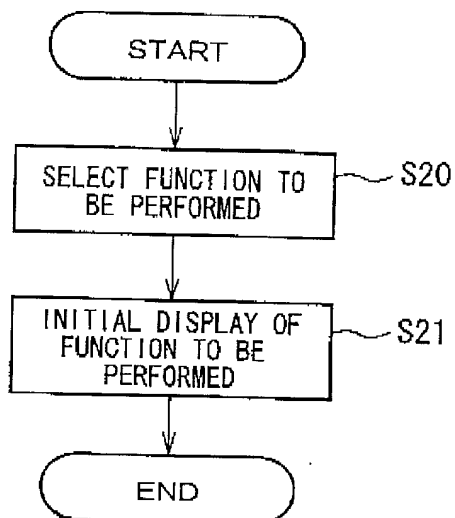 START
SELECT FUNCTION TO
BE PERFORMED
S20
INITIAL DISPLAY OF
FUNCTION TO BE
PERFORMED
S21
END